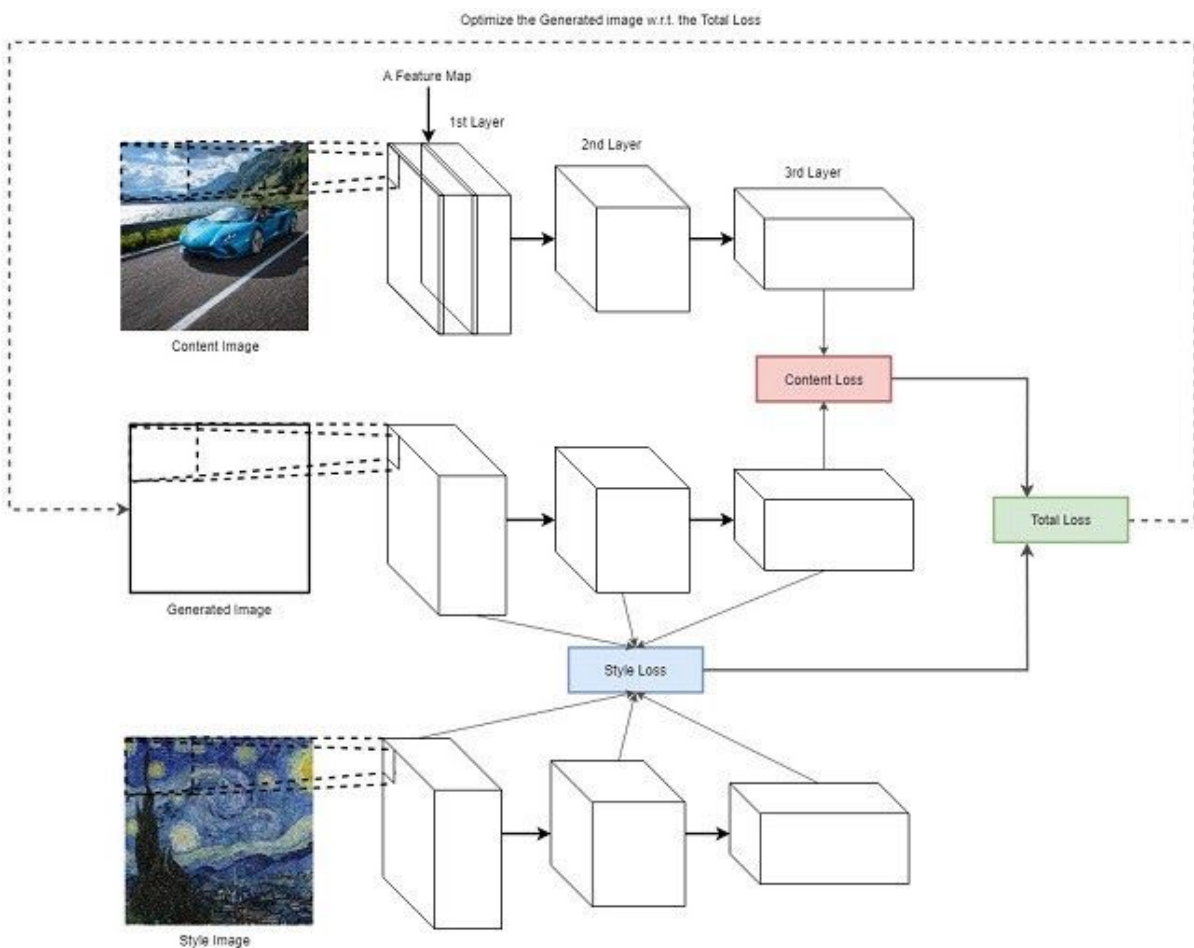 Optimize the Generated image w.r.t. the Total Loss
A Feature Map
1st Layer
2nd Layer
3rd Layer
Content Image
Content Loss
Generated Image
Total Loss
Style Loss
Style Image